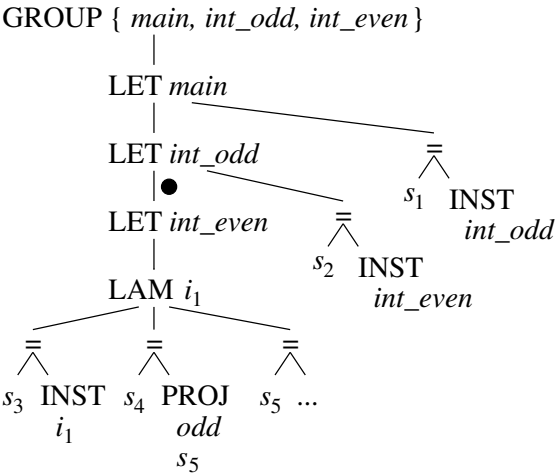 GROUP { main, int_odd, int_even }
LET main
LET int_odd
=
s1 INST
int_odd
LET int_even
=
s2 INST
int_even
LAM i1
= = =
s3 INST s4 PROJ s5 ...
i1 odd
s5